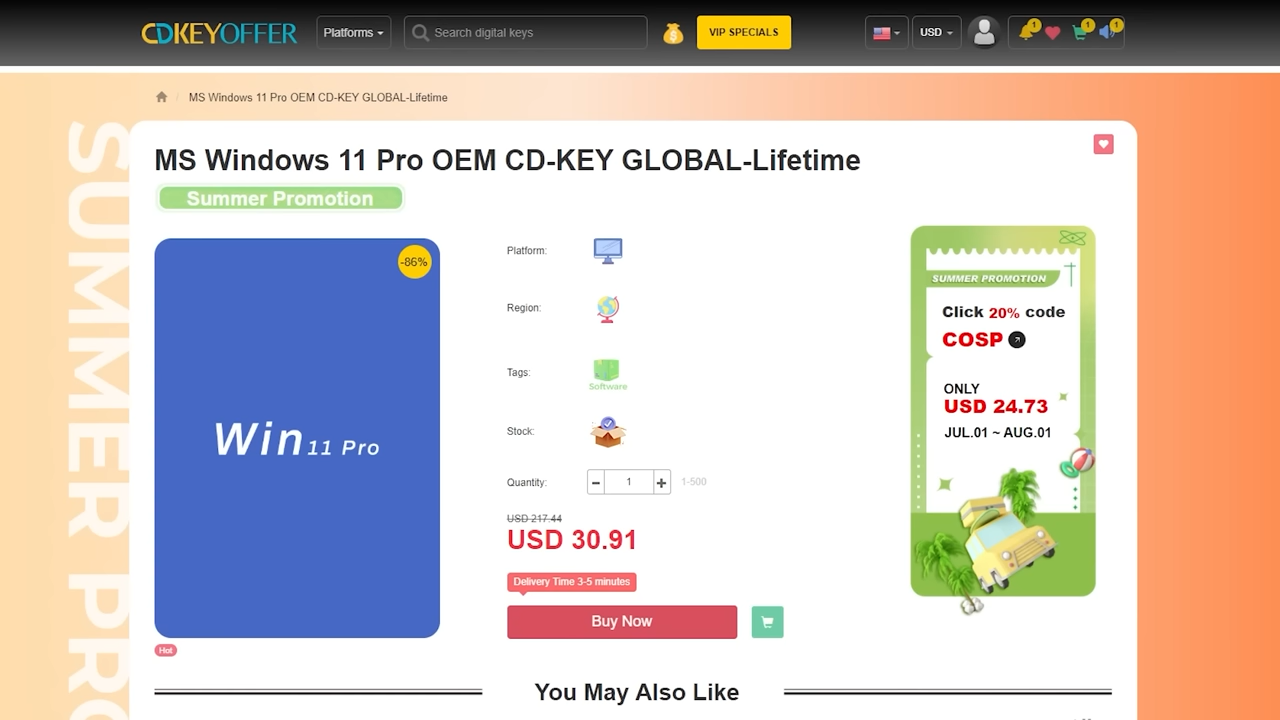 CDKEYOFFER
Platforms
Search digital keys
VIP SPECIALS
USD
1
1
1
MS Windows 11 Pro OEM CD-KEY GLOBAL-Lifetime
MS Windows 11 Pro OEM CD-KEY GLOBAL-Lifetime
Summer Promotion
SUMMER PRO
-86%
Win 11 Pro
Hot
Platform:
Region:
Tags:
Software
Stock:
Quantity:
1
1-500
USD 217.44
USD 30.91
Delivery Time 3-5 minutes
Buy Now
SUMMER PROMOTION
Click 20% code
COSP
ONLY
USD 24.73
JUL.01 ~ AUG.01
You May Also Like